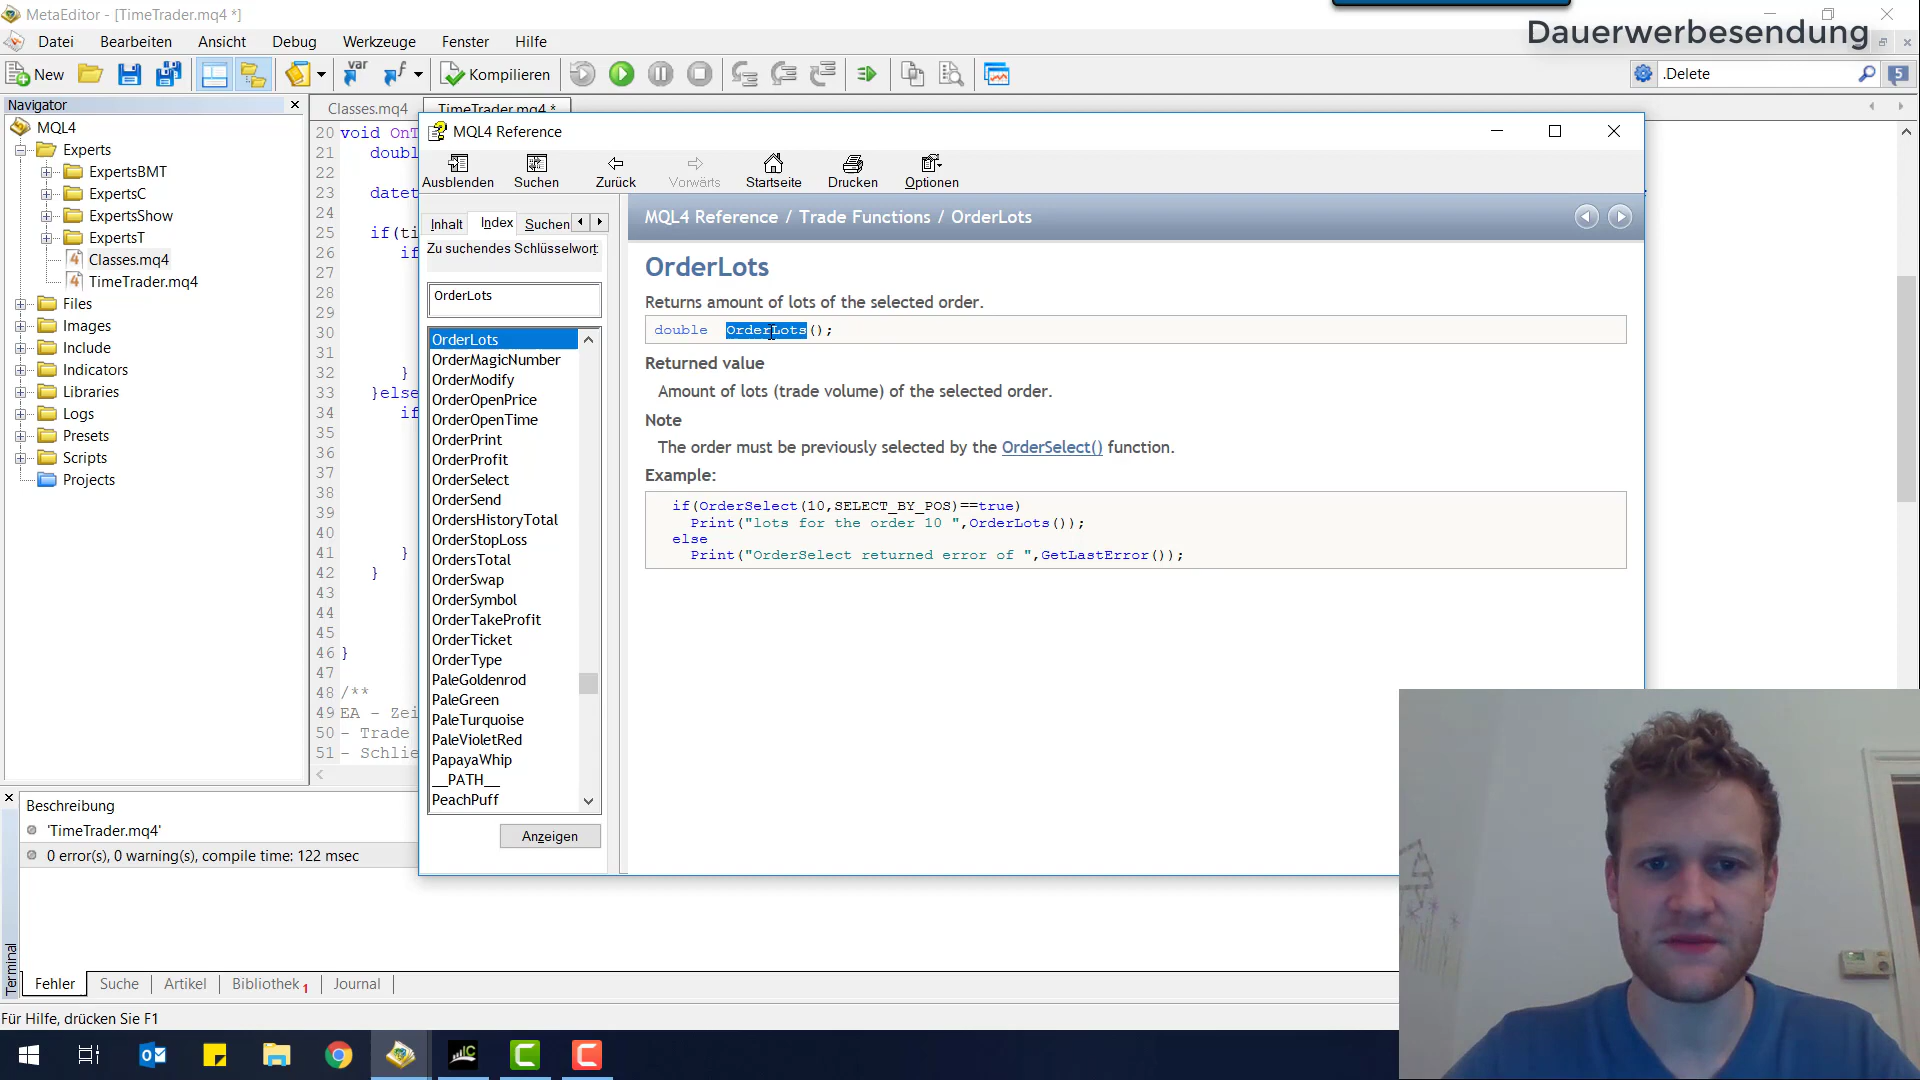 MetaEditor - [TimeTrader.mq4 *]
Dauerwerbesendung
Datei Bearbeiten Ansicht Debug Werkzeuge Fenster Hilfe
New var f Kompilieren .Delete 5
Navigator
MQL4
Experts
ExpertsBMT
ExpertsC
ExpertsShow
ExpertsT
Classes.mq4
TimeTrader.mq4
Files
Images
Include
Indicators
Libraries
Logs
Presets
Scripts
Projects
Classes.mq4 TimeTrader.mq4 *
20 void OnT
21 doubl
22
23 datet
24
25 if(ti
26 if
27
28
29
30
31
32 }
33 }else
34 if
35
36
37
38
39
40
41 }
42 }
43
44
45
46 }
47
48 /**
49 EA - Zei
50 - Trade
51 - Schlie
MQL4 Reference
Ausblenden Suchen Zurück Vorwärts Startseite Drucken Optionen
Inhalt Index Suchen
Zu suchendes Schlüsselwort:
OrderLots
OrderLots
OrderMagicNumber
OrderModify
OrderOpenPrice
OrderOpenTime
OrderPrint
OrderProfit
OrderSelect
OrderSend
OrdersHistoryTotal
OrderStopLoss
OrdersTotal
OrderSwap
OrderSymbol
OrderTakeProfit
OrderTicket
OrderType
PaleGoldenrod
PaleGreen
PaleTurquoise
PaleVioletRed
PapayaWhip
__PATH__
PeachPuff
Anzeigen
MQL4 Reference / Trade Functions / OrderLots
OrderLots
Returns amount of lots of the selected order.
double OrderLots();
Returned value
Amount of lots (trade volume) of the selected order.
Note
The order must be previously selected by the OrderSelect() function.
Example:
if(OrderSelect(10,SELECT_BY_POS)==true)
Print("lots for the order 10 ",OrderLots());
else
Print("OrderSelect returned error of ",GetLastError());
Beschreibung
'TimeTrader.mq4'
0 error(s), 0 warning(s), compile time: 122 msec
Terminal
Fehler Suche Artikel Bibliothek 1 Journal
Für Hilfe, drücken Sie F1